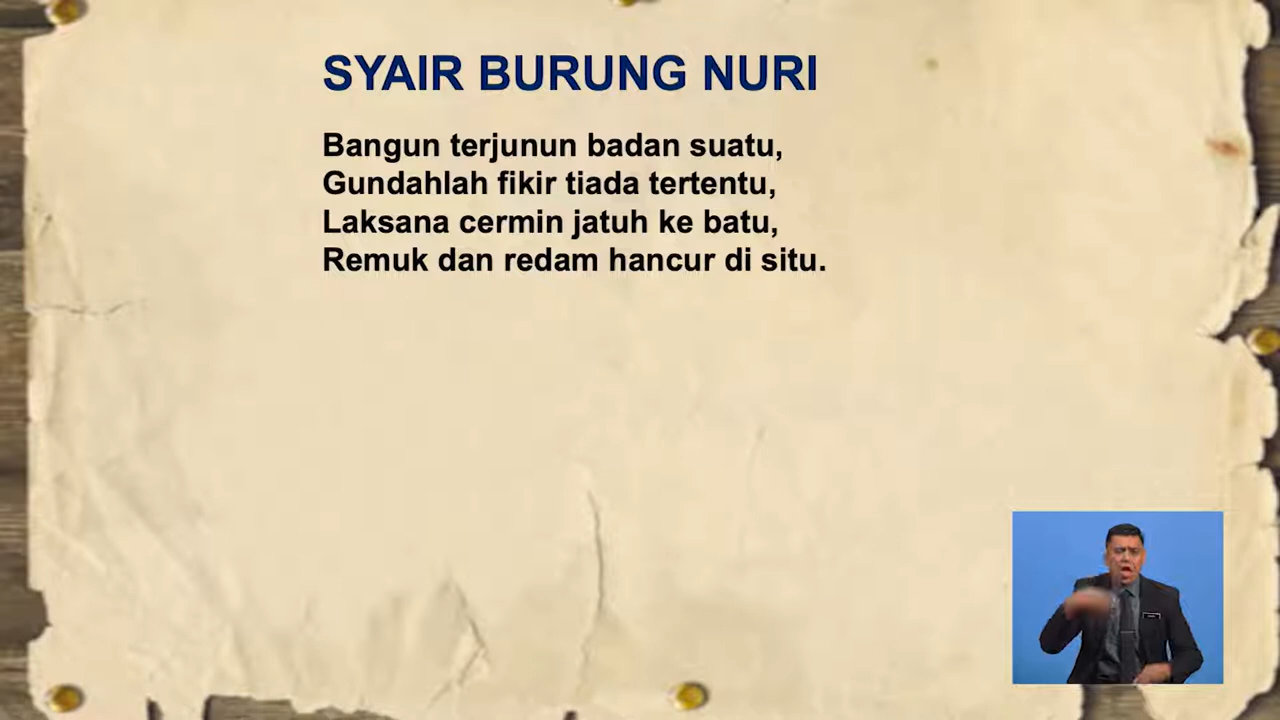 SYAIR BURUNG NURI
Bangun terjunun badan suatu,
Gundahlah fikir tiada tertentu,
Laksana cermin jatuh ke batu,
Remuk dan redam hancur di situ.